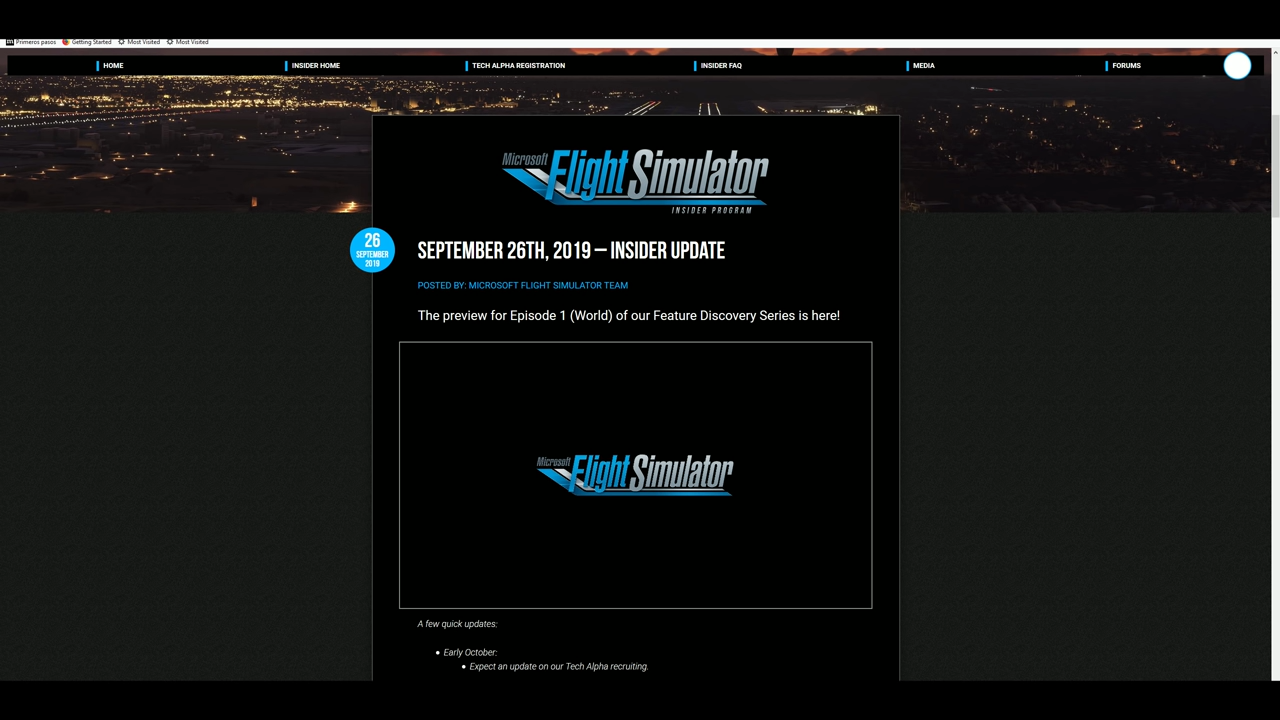 Primeros pasos Getting Started Most Visited Most Visited
HOME INSIDER HOME TECH ALPHA REGISTRATION INSIDER FAQ MEDIA FORUMS
Microsoft Flight Simulator
INSIDER PROGRAM
26
SEPTEMBER
2019
SEPTEMBER 26TH, 2019 – INSIDER UPDATE
POSTED BY: MICROSOFT FLIGHT SIMULATOR TEAM
The preview for Episode 1 (World) of our Feature Discovery Series is here!
Microsoft Flight Simulator
A few quick updates:
• Early October:
• Expect an update on our Tech Alpha recruiting.